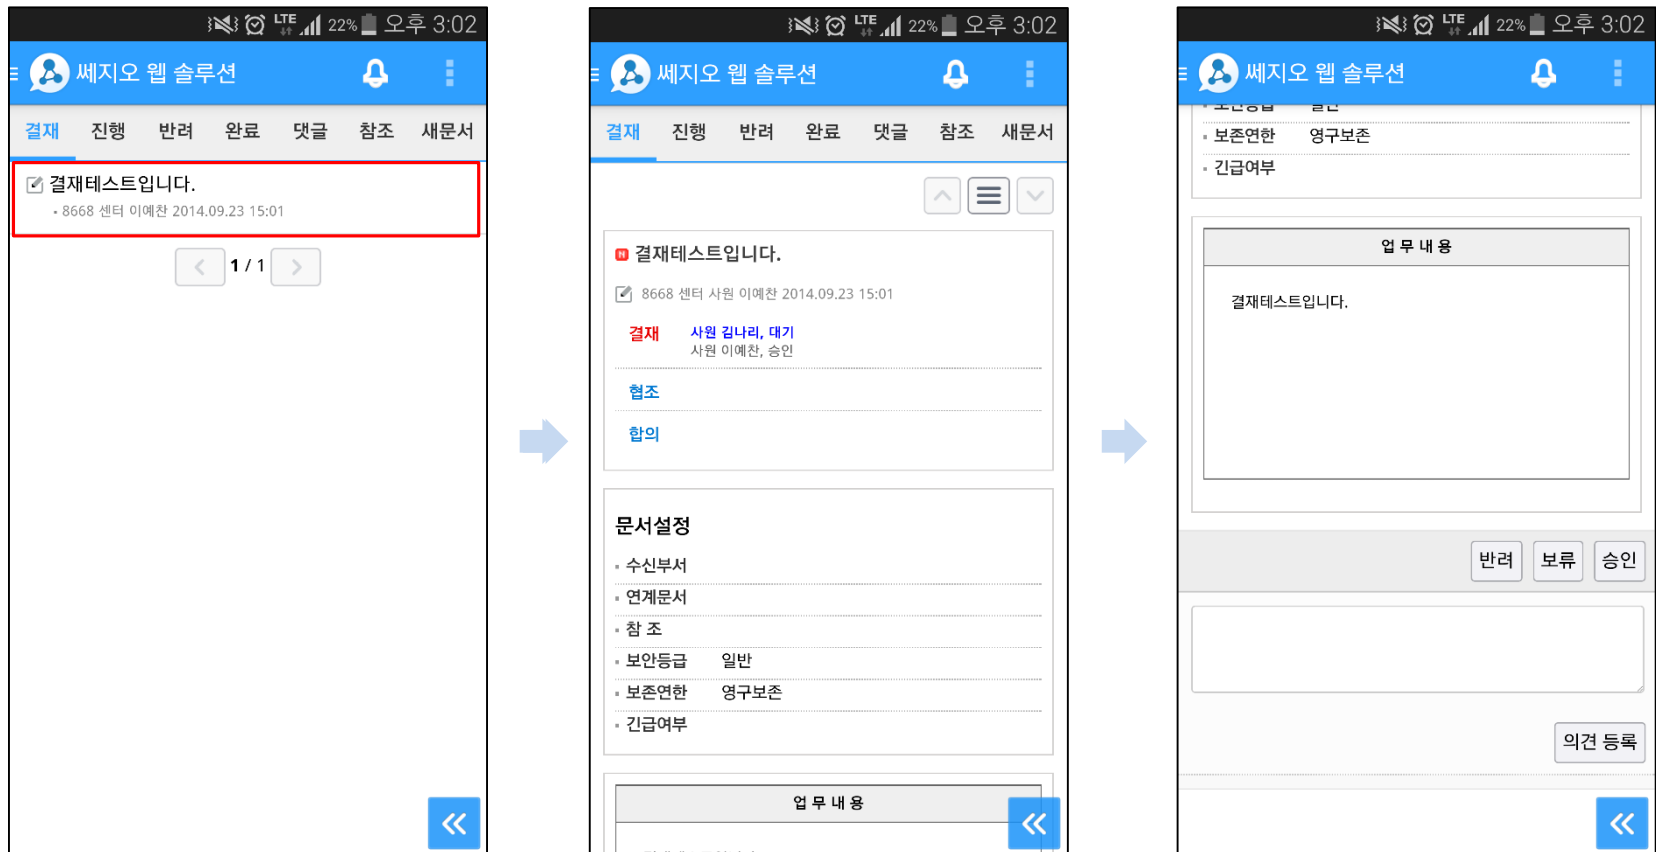 LTE 22% 오후 3:02
쎄지오 웹 솔루션
결재 진행 반려 완료 댓글 참조 새문서
결재테스트입니다.
8668 센터 이예찬 2014.09.23 15:01
1 / 1
LTE 22% 오후 3:02
쎄지오 웹 솔루션
결재 진행 반려 완료 댓글 참조 새문서
N 결재테스트입니다.
8668 센터 사원 이예찬 2014.09.23 15:01
결재 사원 김나리, 대기
사원 이예찬, 승인
협조
합의
문서설정
수신부서
연계문서
참 조
보안등급 일반
보존연한 영구보존
긴급여부
업 무 내 용
LTE 22% 오후 3:02
쎄지오 웹 솔루션
보안등급 일반
보존연한 영구보존
긴급여부
업 무 내 용
결재테스트입니다.
반려 보류 승인
의견 등록